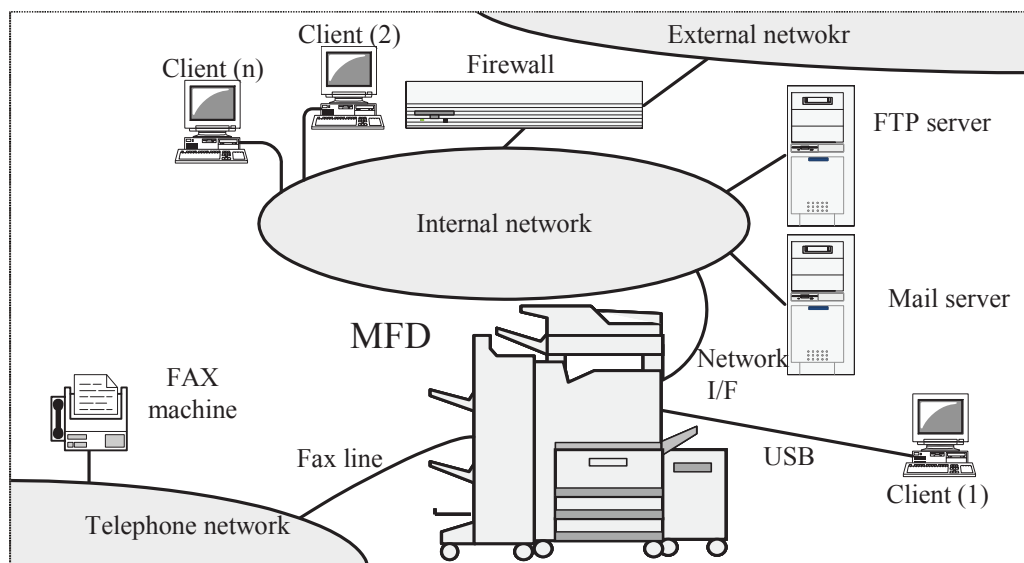 External netwokr
Client (2)
Client (n)
Firewall
FTP server
Internal network
Mail server
MFD
Network
I/F
FAX
machine
Fax line
USB
Client (1)
Telephone network